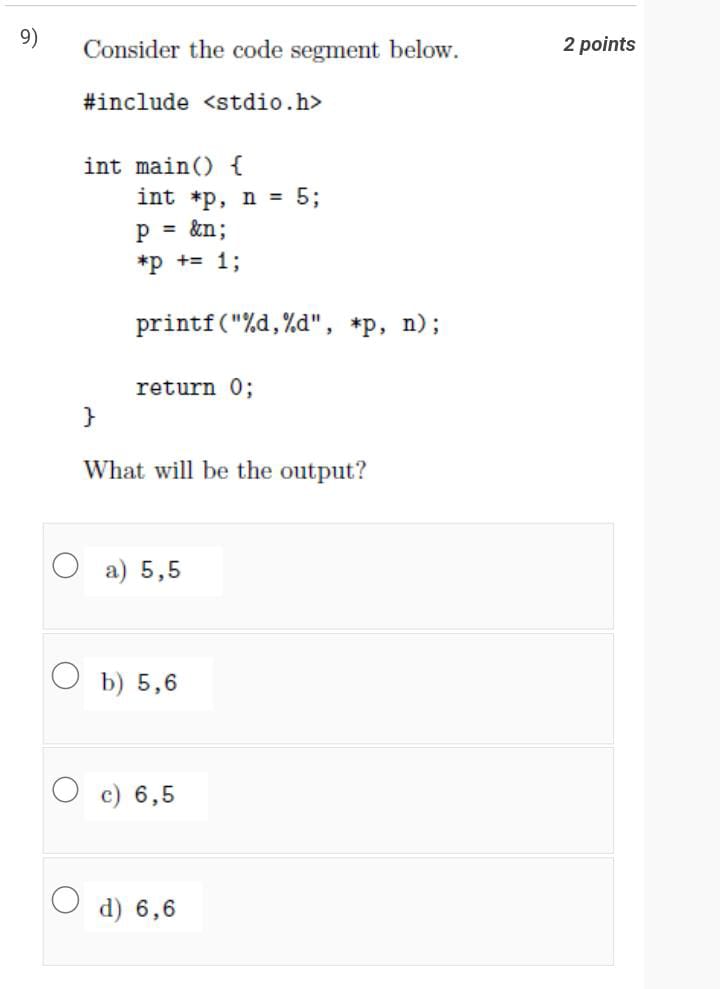 9)
Consider the code segment below.
2 points
#include <stdio.h>
int main() {
int *p, n = 5;
p = &n;
*p += 1;
printf("%d,%d", *p, n);
return 0;
}
What will be the output?
a) 5,5
b) 5,6
c) 6,5
d) 6,6